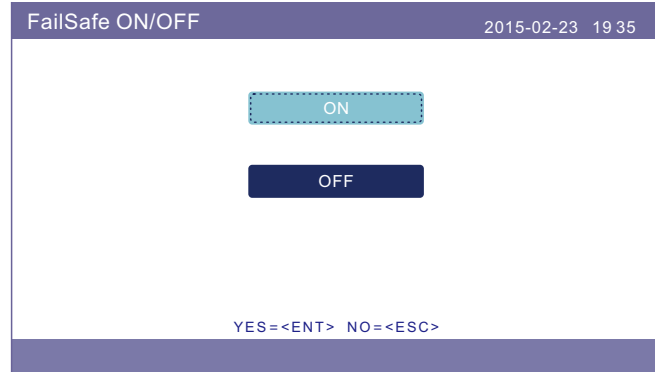 FailSafe ON/OFF 2015-02-23 19 35
ON
OFF
YES=<ENT> NO=<ESC>